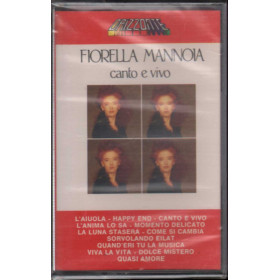 ORIZZONTE
FIORELLA MANNOIA
canto e vivo
L'AIUOLA - HAPPY END - CANTO E VIVO
L'ANIMA LO SA - MOMENTO DELICATO
LA LUNA STASERA - COME SI CAMBIA
SORVOLANDO EILAT
QUAND'ERI TU LA MUSICA
VIVA LA VITA - DOLCE MISTERO
QUASI AMORE